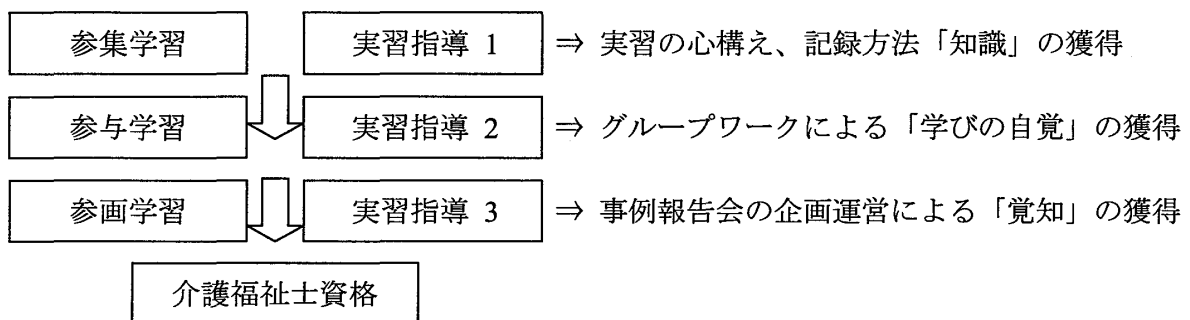 参集学習 実習指導 1 ⇒ 実習の心構え、記録方法「知識」の獲得
参与学習 実習指導 2 ⇒ グループワークによる「学びの自覚」の獲得
参画学習 実習指導 3 ⇒ 事例報告会の企画運営による「覚知」の獲得
介護福祉士資格